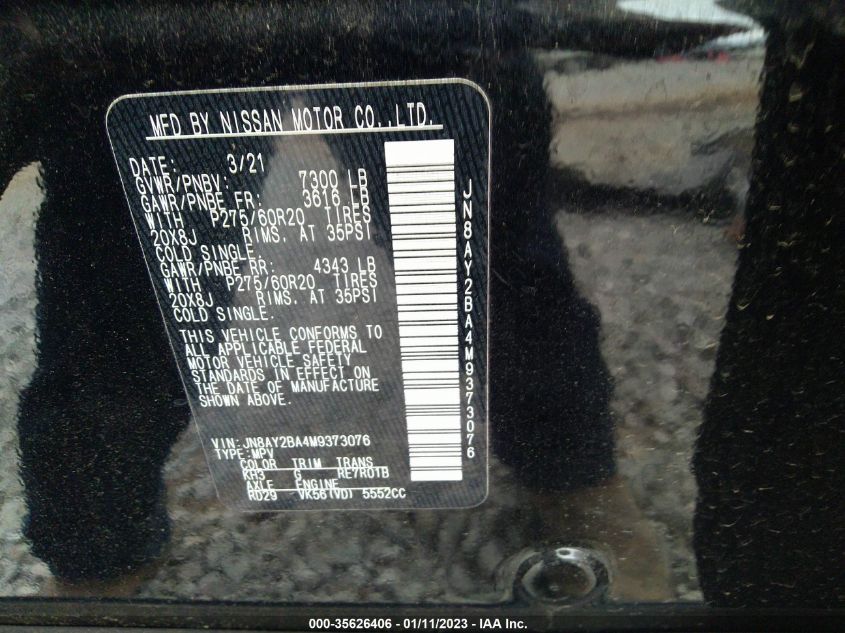 MFD BY NISSAN MOTOR CO.,LTD.
DATE: 3/21
GVWR/PNBV: 7300 LB
GAWR/PNBE FR: 3616 LB
WITH P275/60R20 TIRES
20X8J RIMS. AT 35PSI
COLD SINGLE.
GAWR/PNBE RR: 4343 LB
WITH P275/60R20 TIRES
20X8J RIMS. AT 35PSI
COLD SINGLE.
THIS VEHICLE CONFORMS TO
ALL APPLICABLE FEDERAL
MOTOR VEHICLE SAFETY
STANDARDS IN EFFECT ON
THE DATE OF MANUFACTURE
SHOWN ABOVE.
VIN:JN8AY2BA4M9373076
TYPE:MPV
COLOR TRIM TRANS
KH3 G RE7R0TB
AXLE ENGINE
RD29 VK56(VD) 5552CC
JN8AY2BA4M9373076
000-35626406 - 01/11/2023 - © IAA Inc.